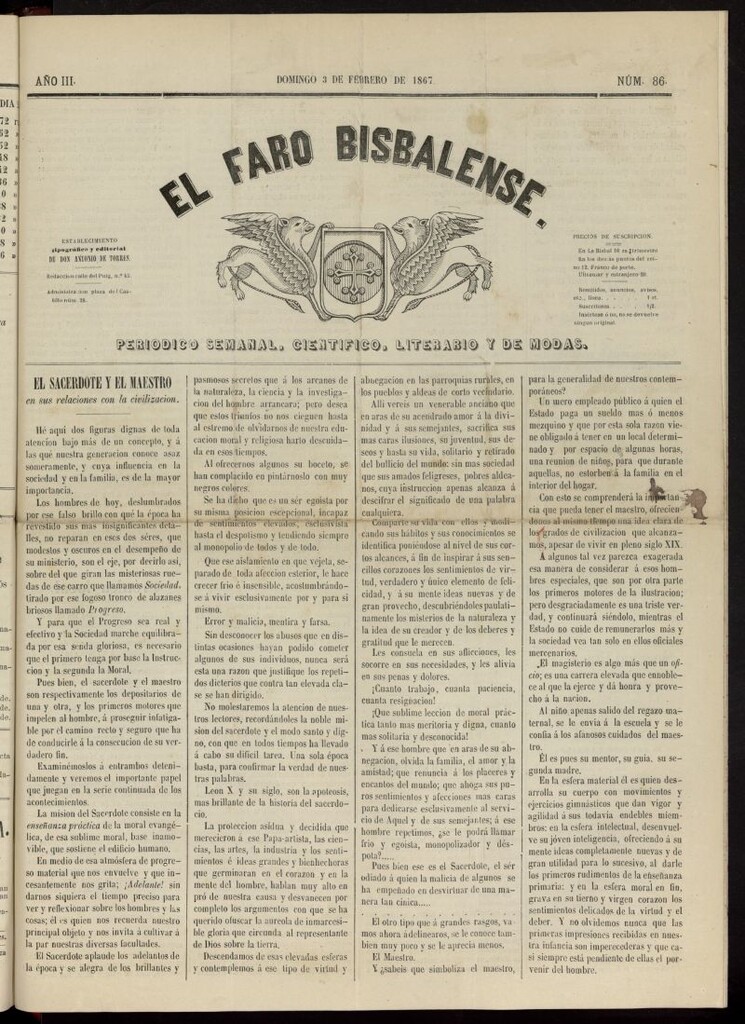 AÑO III.
DOMINGO 3 DE FEBRERO DE 1867
NÚM. 86.
EL FARO BISBALENSE.
ESTABLECIMIENTO
tipográfico y editorial
DE DON ANTONIO DE TORRES
Redaccion calle del Puig, n.º 13.
PRECIOS DE SUSCRIPCION.
PERIODICO SEMANAL, CIENTIFICO, LITERARIO Y DE MODAS.
EL SACERDOTE Y EL MAESTRO
en sus relaciones con la civilizacion.
Hé aqui dos figuras dignas de toda
atencion bajo más de un concepto, y á
las qué nuestra generacion conoce asaz
someramente, y cuya influencia en la
sociedad y en la familia, es de la mayor
importancia.
Los hombres de hoy, deslumbrados
por ese falso brillo con qué la época ha
revestido sus mas insignificantes deta-
lles, no reparan en esos dos séres, que
modestos y oscuros en el desempeño de
su ministerio, son el eje, por decirlo asi,
sobre del que giran las misteriosas rue-
das de ese carro que llamamos Sociedad,
tirado por ese fogoso tronco de alazanes
briosos llamado Progreso.
Y para que el Progreso sea real y
efectivo y la Sociedad marche equilibra-
da por esa senda gloriosa, es necesario
que el primero tenga por base la Instruc-
cion y la segunda la Moral.
Pues bien, el sacerdote y el maestro
son respectivamente los depositarios de
una y otra, y los primeros motores que
impelen al hombre, á proseguir infatiga-
ble por el camino recto y seguro que ha
de conducirle á la consecucion de su ver-
dadero fin.
Examinémoslos á entrambos deteni-
damente y veremos el importante papel
que juegan en la serie continuada de los
acontecimientos.
La mision del Sacerdote consiste en la
enseñanza práctica de la moral evangéli-
ca, de esa sublime moral, base inamo-
vible, que sostiene el edificio humano.
En medio de esa atmósfera de progre-
so material que nos envuelve y que in-
cesantemente nos grita; ¡Adelante! sin
darnos siquiera el tiempo preciso para
ver y reflexionar sobre los hombres y las
cosas; él es quien nos recuerda nuestro
principal objeto y nos invita á cultivar á
la par nuestras diversas facultades.
El Sacerdote aplaude los adelantos de
la época y se alegra de los brillantes y
pasmosos secretos que á los arcanos de
la naturaleza, la ciencia y la investiga-
cion del hombre arrancara; pero desea
que estos triunfos no nos cieguen hasta
al estremo de olvidarnos de nuestra edu-
cacion moral y religiosa harto descuida-
da en esos tiempos.
Al ofrecernos algunos su boceto, se
han complacido en pintárnoslo con muy
negros colores.
Se ha dicho que es un sér egoista por
su misma posicion escepcional, incapaz
de sentimientos elevados, esclusivista
hasta el despotismo y tendiendo siempre
al monopolio de todos y de todo.
Que ese aislamiento en que vejeta, se-
parado de toda afeccion esterior, le hace
crecer frio é insensible, acostumbrándo-
se á vivir esclusivamente por y para si
mismo.
Error y malicia, mentira y farsa.
Sin desconocer los abusos que en dis-
tintas ocasiones hayan podido cometer
algunos de sus individuos, nunca será
esta una razon que justifique los repeti-
dos dicterios que contra tan elevada cla-
se se han dirigido.
No molestaremos la atencion de nues-
tros lectores, recordándoles la noble mi-
sion del sacerdote y el modo santo y dig-
no, con que en todos tiempos ha llevado
á cabo su dificil tarea. Una sola época
basta, para confirmar la verdad de nues-
tras palabras.
Leon X y su siglo, son la apoteosis,
mas brillante de la historia del sacerdo-
cio.
La proteccion asidua y decidida que
merecieron á ese Papa-artista, las cien-
cias, las artes, la industria y los senti-
mientos é ideas grandes y bienhechoras
que germinaran en el corazon y en la
mente del hombre, hablan muy alto en
pró de nuestra causa y desvanecen por
completo los argumentos con que se ha
querido ofuscar la aureola de inmarcesi-
ble gloria que circunda al representante
de Dios sobre la tierra.
Descendamos de esas elevadas esferas
y contemplemos á ese tipo de virtud y
abnegacion en las parroquias rurales, en
los pueblos y aldeas de corto vecindario.
Allí vereis un venerable anciano que
en aras de su acendrado amor á la divi-
nidad y á sus semejantes, sacrifica sus
mas caras ilusiones, su juventud, sus de-
seos y hasta su vida, solitario y retirado
del bullicio del mundo; sin mas sociedad
que sus amados feligreses, pobres aldea-
nos, cuya instruccion apenas alcanza á
descifrar el significado de una palabra
cualquiera.
Comparte su vida con ellos y modifi-
cando sus hábitos y sus conocimientos se
identifica poniéndose al nivel de sus cor-
tos alcances, á fin de inspirar á sus sen-
cillos corazones los sentimientos de vir-
tud, verdadero y único elemento de feli-
cidad, y á su mente ideas nuevas y de
gran provecho, descubriéndoles paulati-
namente los misterios de la naturaleza y
la idea de su creador y de los deberes y
gratitud que le merecen.
Les consuela en sus aflicciones, les
socorre en sus necesidades, y les alivia
en sus penas y dolores.
¡Cuanto trabajo, cuanta paciencia,
cuanta resignacion!
¡Que sublime leccion de moral prác-
tica tanto mas meritoria y digna, cuanto
mas solitaria y desconocida!
Y á ese hombre que en aras de su ab-
negacion, olvida la familia, el amor y la
amistad; que renuncia á los placeres y
encantos del mundo; que ahoga sus pu-
ros sentimientos y afecciones mas caras
para dedicarse esclusivamente al servi-
cio de Aquel y de sus semejantes; á ese
hombre repetimos, ¿se le podrá llamar
frio y egoista, monopolizador y dés-
pota?.....
Pues bien ese es el Sacerdote, el sér
odiado á quien la malicia de algunos se
ha empeñado en desvirtuar de una ma-
nera tan cínica.....
El otro tipo que á grandes rasgos, va-
mos ahora á delinearos, se le conoce tam-
bien muy poco y se le aprecia menos.
El Maestro.
Y ¿sabeis que simboliza el maestro,
para la generalidad de nuestros contem-
poráneos?
Un mero empleado público á quien el
Estado paga un sueldo mas ó menos
mezquino y que por esta sola razon vie-
ne obligado á tener en un local determi-
nado y por espacio de algunas horas,
una reunion de niños, para que durante
aquellas, no estorben á la familia en el
interior del hogar.
Con esto se comprenderá la importan-
cia que pueda tener el maestro, ofrecien-
donos al mismo tiempo una idea clara de
los grados de civilizacion que alcanza-
mos, apesar de vivir en pleno siglo XIX.
A algunos tal vez parezca exagerada
esa manera de considerar á esos hom-
bres especiales, que son por otra parte
los primeros motores de la ilustracion;
pero desgraciadamente es una triste ver-
dad, y continuará siéndolo, mientras el
Estado no cuide de remunerarlos más y
la sociedad vea tan solo en ellos oficiales
mercenarios.
¡El magisterio es algo más que un ofi-
cio; es una carrera elevada que ennoble-
ce al que la ejerce y dá honra y prove-
cho á la nacion.
Al niño apenas salido del regazo ma-
ternal, se le envia á la escuela y se le
confia á los afanosos cuidados del maes-
tro.
Él es pues su mentor, su guia, su se-
gunda madre.
En la esfera material él es quien des-
arrolla su cuerpo con movimientos y
ejercicios gimnásticos que dan vigor y
agilidad á sus todavia endebles miem-
bros; en la esfera intelectual, desenvuel-
ve su jóven inteligencia, ofreciendo á su
mente ideas completamente nuevas y de
gran utilidad para lo sucesivo, al darle
los primeros rudimentos de la enseñanza
primaria; y en la esfera moral en fin,
grava en su tierno y virgen corazon los
sentimientos delicados de la virtud y el
deber. Y no olvidemos nunca que las
primeras impresiones recibidas en nues-
tra infancia son imperecederas y que ca-
si siempre está pendiente de ellas el por-
venir del hombre.